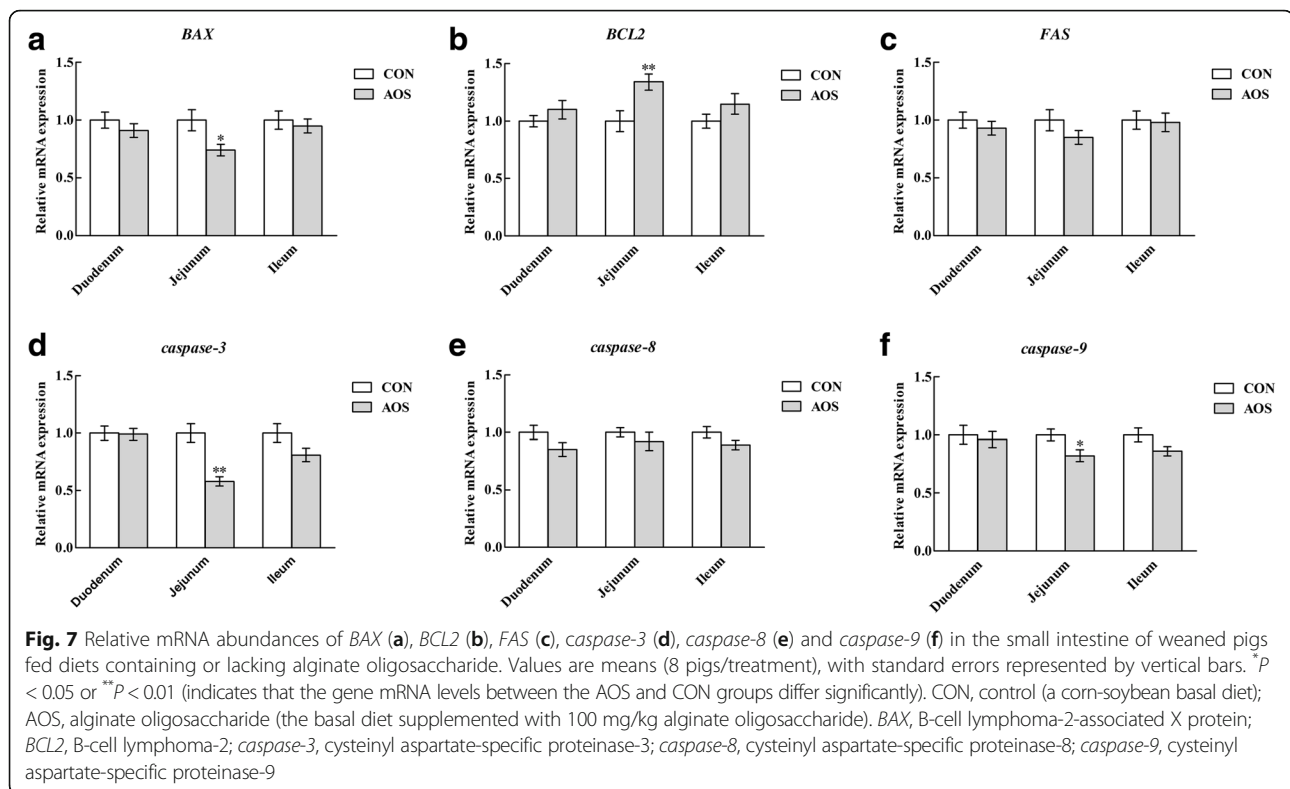 a
BAX
Relative mRNA expression
1.5
1.0
0.5
0.0
*
CON
AOS
Duodenum
Jejunum
Ileum
b
BCL2
Relative mRNA expression
1.5
1.0
0.5
0.0
**
CON
AOS
Duodenum
Jejunum
Ileum
c
FAS
Relative mRNA expression
1.5
1.0
0.5
0.0
CON
AOS
Duodenum
Jejunum
Ileum
d
caspase-3
Relative mRNA expression
1.5
1.0
0.5
0.0
**
CON
AOS
Duodenum
Jejunum
Ileum
e
caspase-8
Relative mRNA expression
1.5
1.0
0.5
0.0
CON
AOS
Duodenum
Jejunum
Ileum
f
caspase-9
Relative mRNA expression
1.5
1.0
0.5
0.0
*
CON
AOS
Duodenum
Jejunum
Ileum
Fig. 7 Relative mRNA abundances of BAX (a), BCL2 (b), FAS (c), caspase-3 (d), caspase-8 (e) and caspase-9 (f) in the small intestine of weaned pigs
fed diets containing or lacking alginate oligosaccharide. Values are means (8 pigs/treatment), with standard errors represented by vertical bars. *P
< 0.05 or **P < 0.01 (indicates that the gene mRNA levels between the AOS and CON groups differ significantly). CON, control (a corn-soybean basal diet);
AOS, alginate oligosaccharide (the basal diet supplemented with 100 mg/kg alginate oligosaccharide). BAX, B-cell lymphoma-2-associated X protein;
BCL2, B-cell lymphoma-2; caspase-3, cysteinyl aspartate-specific proteinase-3; caspase-8, cysteinyl aspartate-specific proteinase-8; caspase-9, cysteinyl
aspartate-specific proteinase-9